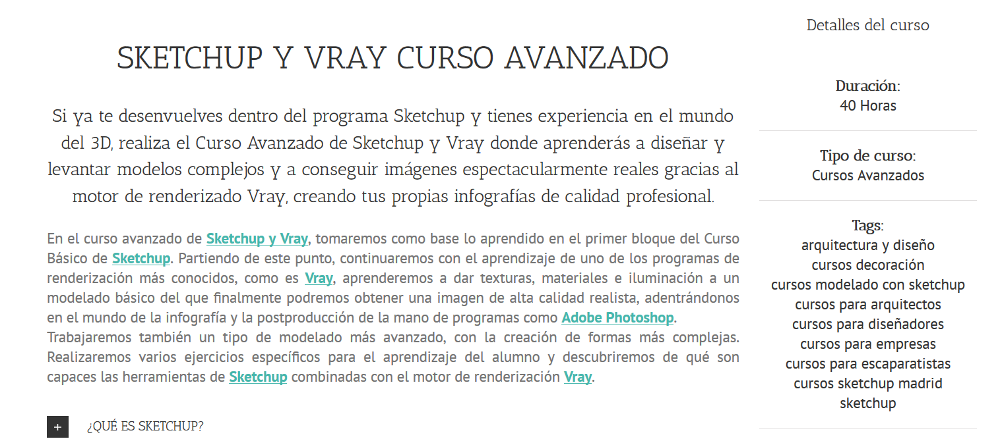 SKETCHUP Y VRAY CURSO AVANZADO
Si ya te desenvuelves dentro del programa Sketchup y tienes experiencia en el mundo
del 3D, realiza el Curso Avanzado de Sketchup y Vray donde aprenderás a diseñar y
levantar modelos complejos y a conseguir imágenes espectacularmente reales gracias al
motor de renderizado Vray, creando tus propias infografías de calidad profesional.
En el curso avanzado de Sketchup y Vray, tomaremos como base lo aprendido en el primer bloque del Curso
Básico de Sketchup. Partiendo de este punto, continuaremos con el aprendizaje de uno de los programas de
renderización más conocidos, como es Vray, aprenderemos a dar texturas, materiales e iluminación a un
modelado básico del que finalmente podremos obtener una imagen de alta calidad realista, adentrándonos
en el mundo de la infografía y la postproducción de la mano de programas como Adobe Photoshop.
Trabajaremos también un tipo de modelado más avanzado, con la creación de formas más complejas.
Realizaremos varios ejercicios específicos para el aprendizaje del alumno y descubriremos de qué son
capaces las herramientas de Sketchup combinadas con el motor de renderización Vray.
+ ¿QUÉ ES SKETCHUP?
Detalles del curso
Duración:
40 Horas
Tipo de curso:
Cursos Avanzados
Tags:
arquitectura y diseño
cursos decoración
cursos modelado con sketchup
cursos para arquitectos
cursos para diseñadores
cursos para empresas
cursos para escaparatistas
cursos sketchup madrid
sketchup